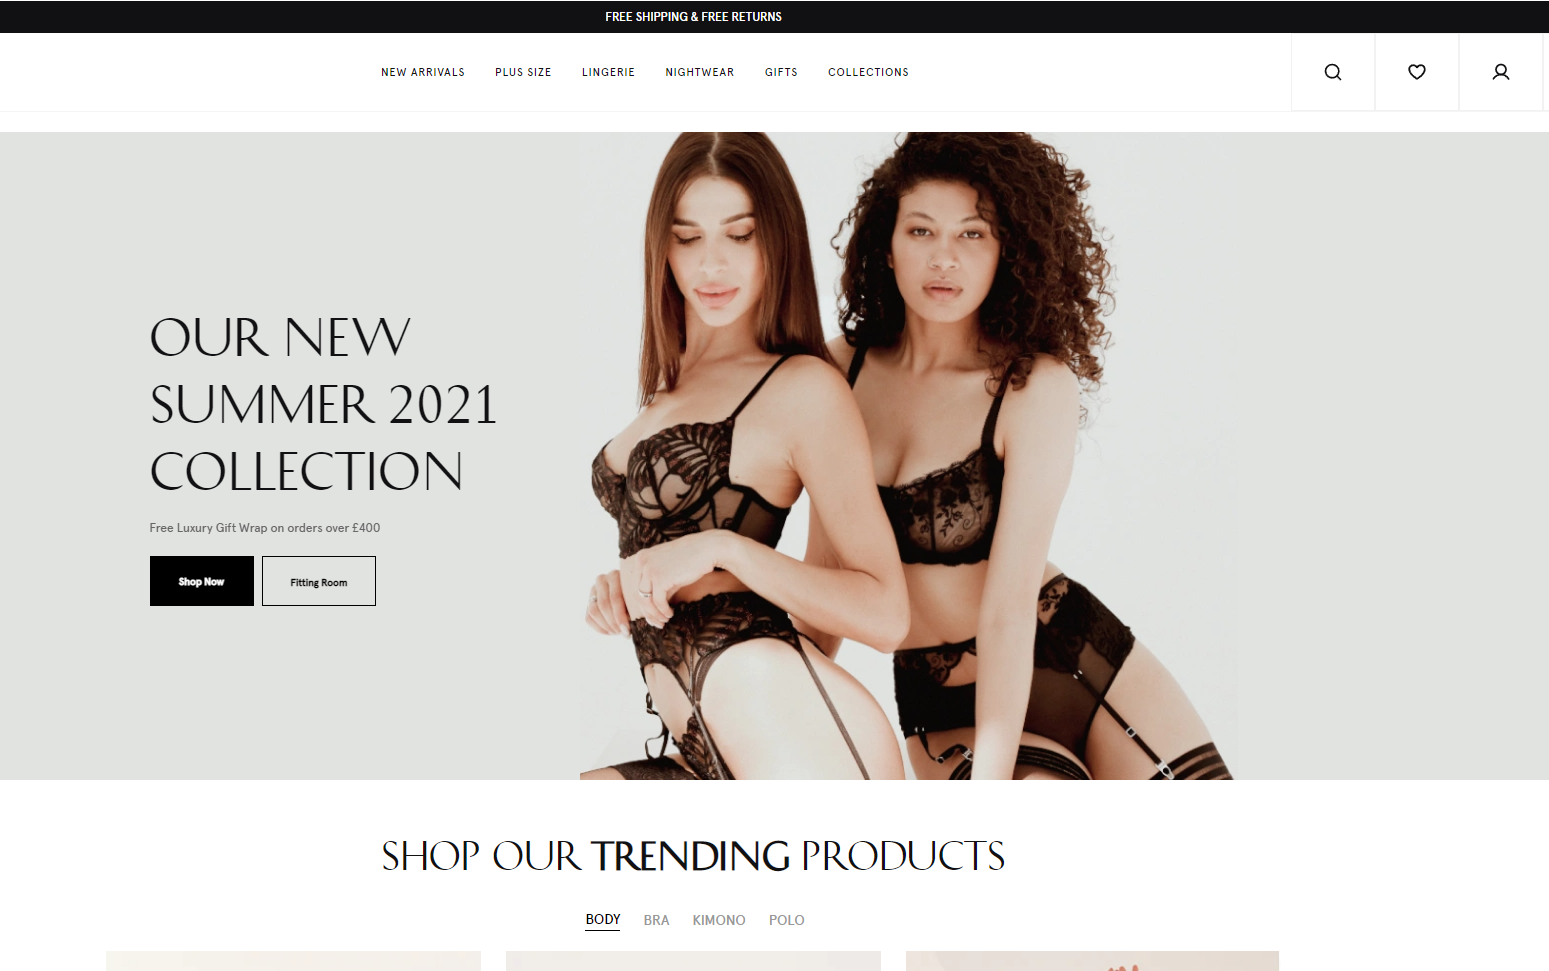 FREE SHIPPING & FREE RETURNS
NEW ARRIVALS PLUS SIZE LINGERIE NIGHTWEAR GIFTS COLLECTIONS
OUR NEW
SUMMER 2021
COLLECTION
Free Luxury Gift Wrap on orders over £400
Shop Now Fitting Room
SHOP OUR TRENDING PRODUCTS
BODY BRA KIMONO POLO